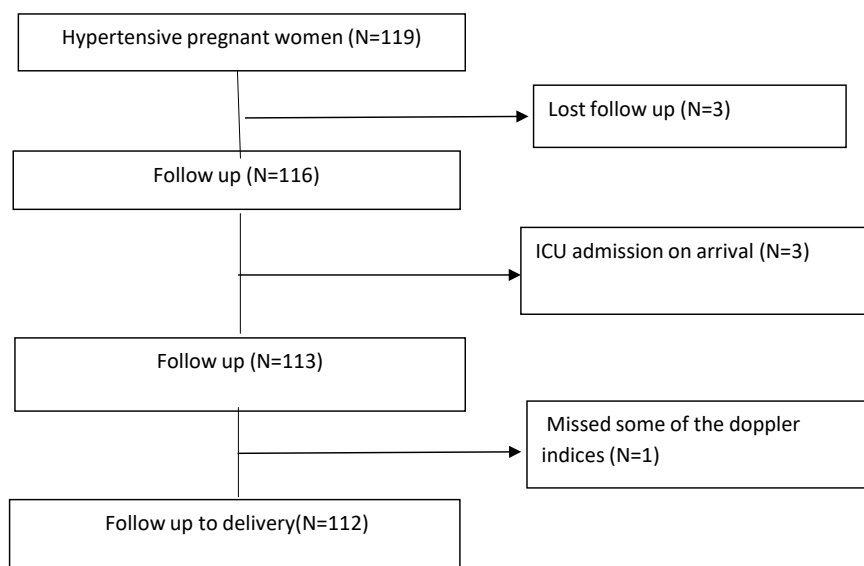 Hypertensive pregnant women (N=119)
Lost follow up (N=3)
Follow up (N=116)
ICU admission on arrival (N=3)
Follow up (N=113)
Missed some of the doppler
indices (N=1)
Follow up to delivery(N=112)